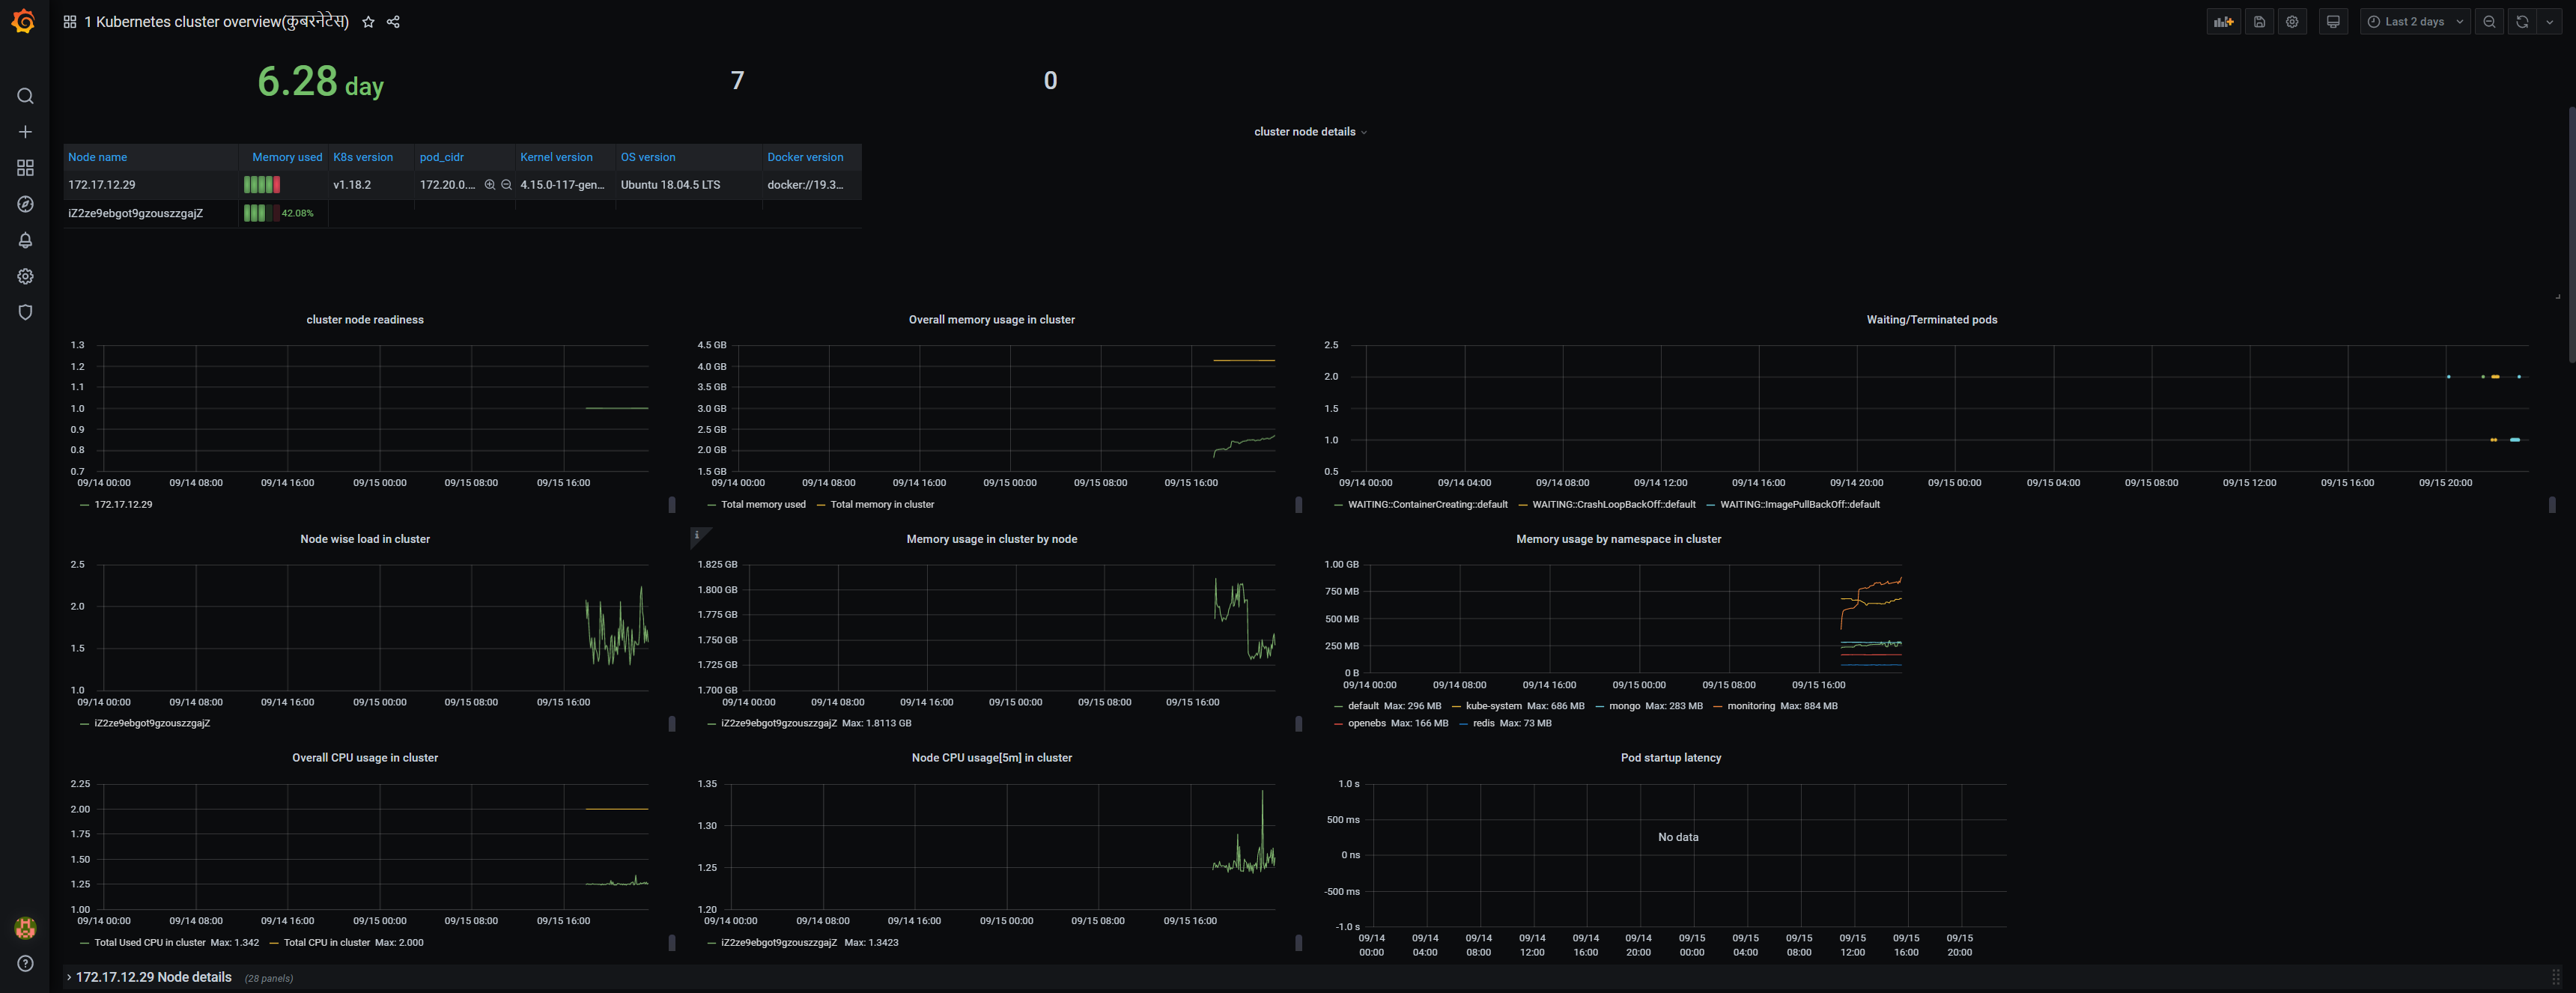 1 Kubernetes cluster overview(कुबरनेटेस)
Last 2 days
6.28 day
7
0
cluster node details
Node name Memory used K8s version pod_cidr Kernel version OS version Docker version
172.17.12.29 v1.18.2 172.20.0.... 4.15.0-117-gen... Ubuntu 18.04.5 LTS docker://19.3...
iZ2ze9ebgot9gzouszzgajZ 42.08%
cluster node readiness
1.3
1.2
1.1
1.0
0.9
0.8
0.7
09/14 00:00 09/14 08:00 09/14 16:00 09/15 00:00 09/15 08:00 09/15 16:00
172.17.12.29
Overall memory usage in cluster
4.5 GB
4.0 GB
3.5 GB
3.0 GB
2.5 GB
2.0 GB
1.5 GB
09/14 00:00 09/14 08:00 09/14 16:00 09/15 00:00 09/15 08:00 09/15 16:00
Total memory used Total memory in cluster
Waiting/Terminated pods
2.5
2.0
1.5
1.0
0.5
09/14 00:00 09/14 04:00 09/14 08:00 09/14 12:00 09/14 16:00 09/14 20:00 09/15 00:00 09/15 04:00 09/15 08:00 09/15 12:00 09/15 16:00 09/15 20:00
WAITING::ContainerCreating::default WAITING::CrashLoopBackOff::default WAITING::ImagePullBackOff::default
Node wise load in cluster
2.5
2.0
1.5
1.0
09/14 00:00 09/14 08:00 09/14 16:00 09/15 00:00 09/15 08:00 09/15 16:00
iZ2ze9ebgot9gzouszzgajZ
Memory usage in cluster by node
1.825 GB
1.800 GB
1.775 GB
1.750 GB
1.725 GB
1.700 GB
09/14 00:00 09/14 08:00 09/14 16:00 09/15 00:00 09/15 08:00 09/15 16:00
iZ2ze9ebgot9gzouszzgajZ Max: 1.8113 GB
Memory usage by namespace in cluster
1.00 GB
750 MB
500 MB
250 MB
0 B
09/14 00:00 09/14 08:00 09/14 16:00 09/15 00:00 09/15 08:00 09/15 16:00
default Max: 296 MB kube-system Max: 686 MB mongo Max: 283 MB monitoring Max: 884 MB
openebs Max: 166 MB redis Max: 73 MB
Overall CPU usage in cluster
2.25
2.00
1.75
1.50
1.25
1.00
09/14 00:00 09/14 08:00 09/14 16:00 09/15 00:00 09/15 08:00 09/15 16:00
Total Used CPU in cluster Max: 1.342 Total CPU in cluster Max: 2.000
Node CPU usage[5m] in cluster
1.35
1.30
1.25
1.20
09/14 00:00 09/14 08:00 09/14 16:00 09/15 00:00 09/15 08:00 09/15 16:00
iZ2ze9ebgot9gzouszzgajZ Max: 1.3423
Pod startup latency
1.0 s
500 ms
0 ns
-500 ms
-1.0 s
No data
09/14 09/14 09/14 09/14 09/14 09/14 09/15 09/15 09/15 09/15 09/15 09/15
00:00 04:00 08:00 12:00 16:00 20:00 00:00 04:00 08:00 12:00 16:00 20:00
172.17.12.29 Node details (28 panels)